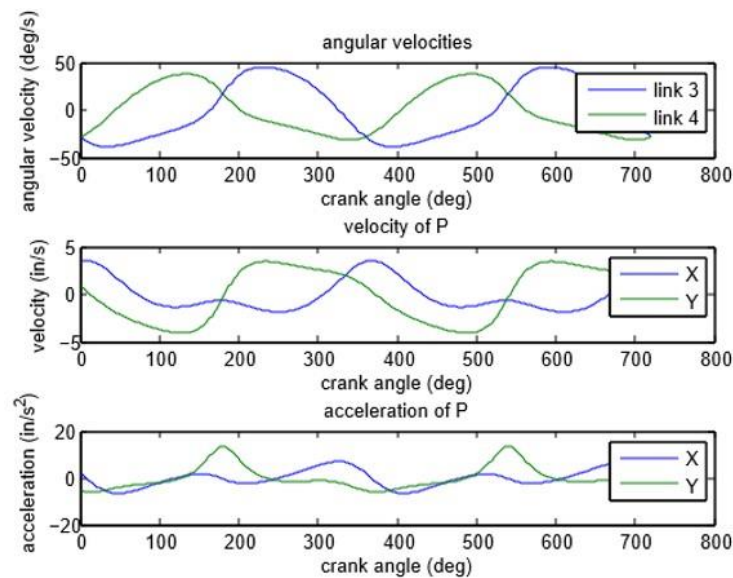 angular velocities
angular velocity (deg/s)
50
0
−50
link 3
link 4
0 100 200 300 400 500 600 700 800
crank angle (deg)
velocity of P
velocity (in/s)
5
0
−5
X
Y
0 100 200 300 400 500 600 700 800
crank angle (deg)
acceleration of P
acceleration (in/s²)
20
0
−20
X
Y
0 100 200 300 400 500 600 700 800
crank angle (deg)